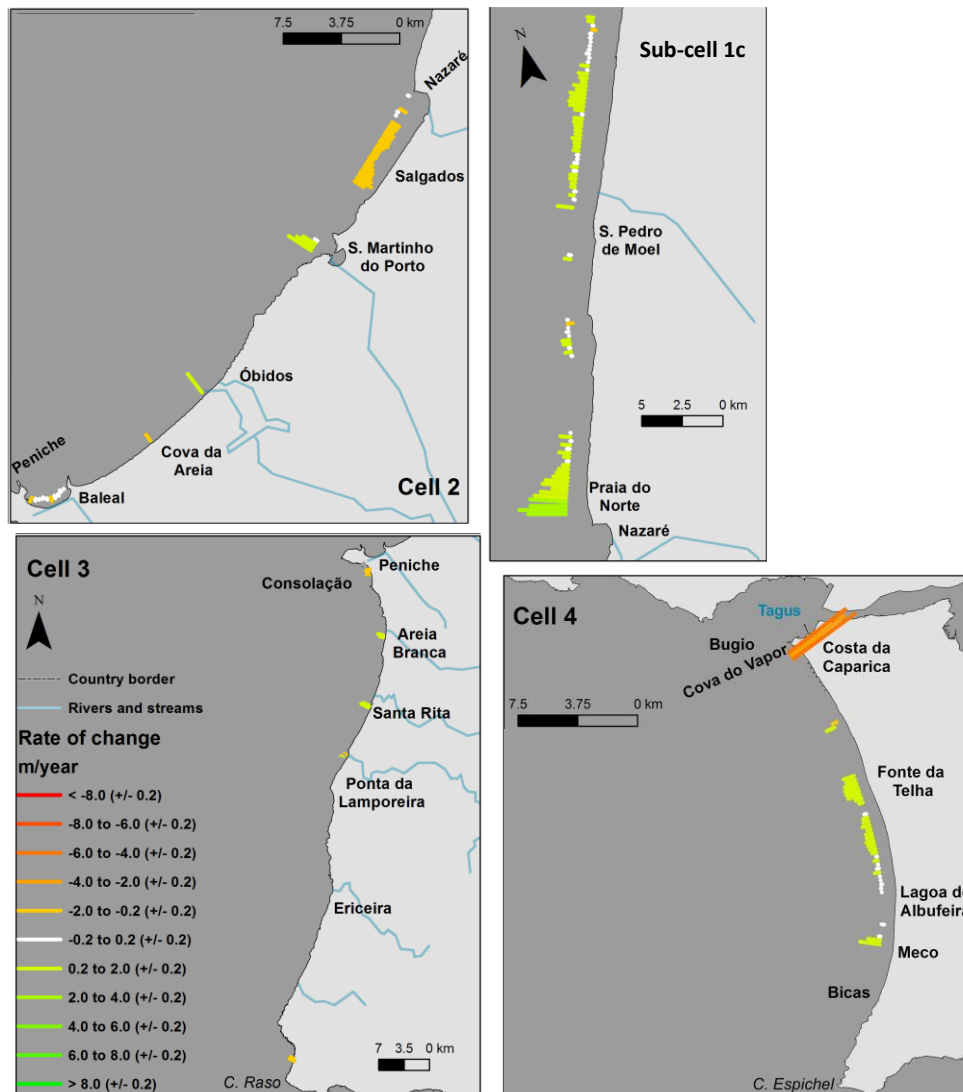 7.5 3.75 0 km
Nazaré
Salgados
S. Martinho
do Porto
Óbidos
Cova da
Areia
Peniche
Baleal
Cell 2
N
Sub-cell 1c
S. Pedro
de Moel
5 2.5 0 km
Praia do
Norte
Nazaré
Cell 3
N
Consolação
Peniche
Areia
Branca
Santa Rita
Ponta da
Lamporeira
Ericeira
Country border
Rivers and streams
Rate of change
m/year
< -8.0 (+/- 0.2)
-8.0 to -6.0 (+/- 0.2)
-6.0 to -4.0 (+/- 0.2)
-4.0 to -2.0 (+/- 0.2)
-2.0 to -0.2 (+/- 0.2)
-0.2 to 0.2 (+/- 0.2)
0.2 to 2.0 (+/- 0.2)
2.0 to 4.0 (+/- 0.2)
4.0 to 6.0 (+/- 0.2)
6.0 to 8.0 (+/- 0.2)
> 8.0 (+/- 0.2)
7 3.5 0 km
C. Raso
Cell 4
Tagus
Bugio
Cova do Vapor
Costa da
Caparica
7.5 3.75 0 km
Fonte da
Telha
Lagoa de
Albufeira
Meco
Bicas
C. Espichel